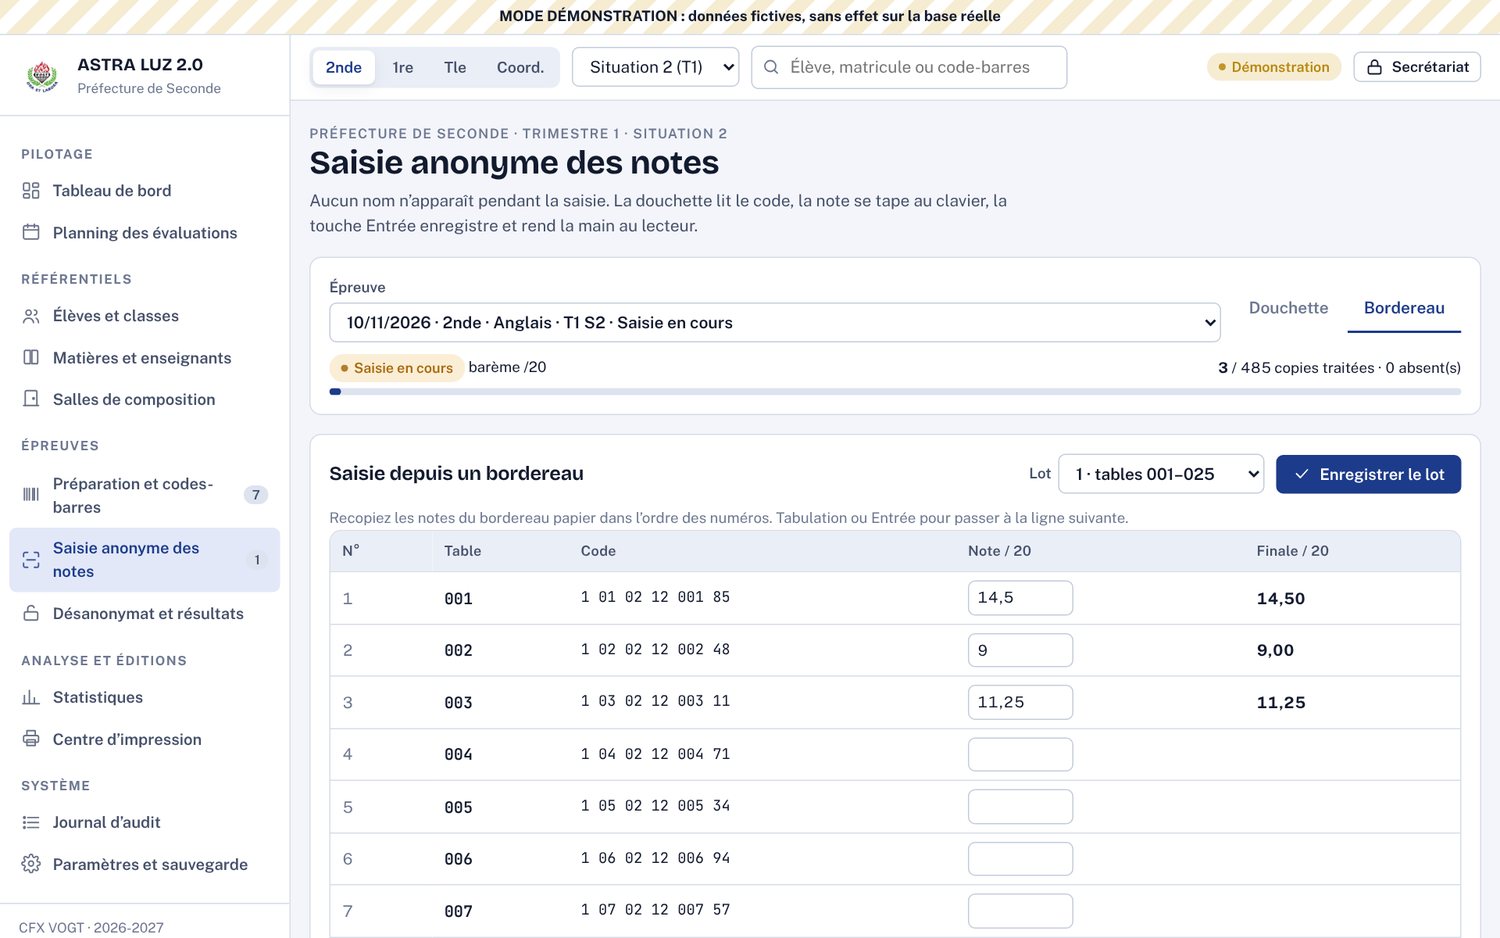 MODE DÉMONSTRATION : données fictives, sans effet sur la base réelle
ASTRA LUZ 2.0
Préfecture de Seconde
2nde 1re Tle Coord.
Situation 2 (T1)
Élève, matricule ou code-barres
Démonstration
Secrétariat
PILOTAGE
Tableau de bord
Planning des évaluations
RÉFÉRENTIELS
Élèves et classes
Matières et enseignants
Salles de composition
ÉPREUVES
Préparation et codes-
barres 7
Saisie anonyme des
notes 1
Désanonymat et résultats
ANALYSE ET ÉDITIONS
Statistiques
Centre d’impression
SYSTÈME
Journal d’audit
Paramètres et sauvegarde
CFX VOGT · 2026-2027
PRÉFECTURE DE SECONDE · TRIMESTRE 1 · SITUATION 2
Saisie anonyme des notes
Aucun nom n’apparaît pendant la saisie. La douchette lit le code, la note se tape au clavier, la
touche Entrée enregistre et rend la main au lecteur.
Épreuve
10/11/2026 · 2nde · Anglais · T1 S2 · Saisie en cours
Douchette Bordereau
Saisie en cours barème /20
3 / 485 copies traitées · 0 absent(s)
Saisie depuis un bordereau
Lot 1 · tables 001–025
Enregistrer le lot
Recopiez les notes du bordereau papier dans l’ordre des numéros. Tabulation ou Entrée pour passer à la ligne suivante.
N° Table Code Note / 20 Finale / 20
1 001 1 01 02 12 001 85 14,5 14,50
2 002 1 02 02 12 002 48 9 9,00
3 003 1 03 02 12 003 11 11,25 11,25
4 004 1 04 02 12 004 71
5 005 1 05 02 12 005 34
6 006 1 06 02 12 006 94
7 007 1 07 02 12 007 57